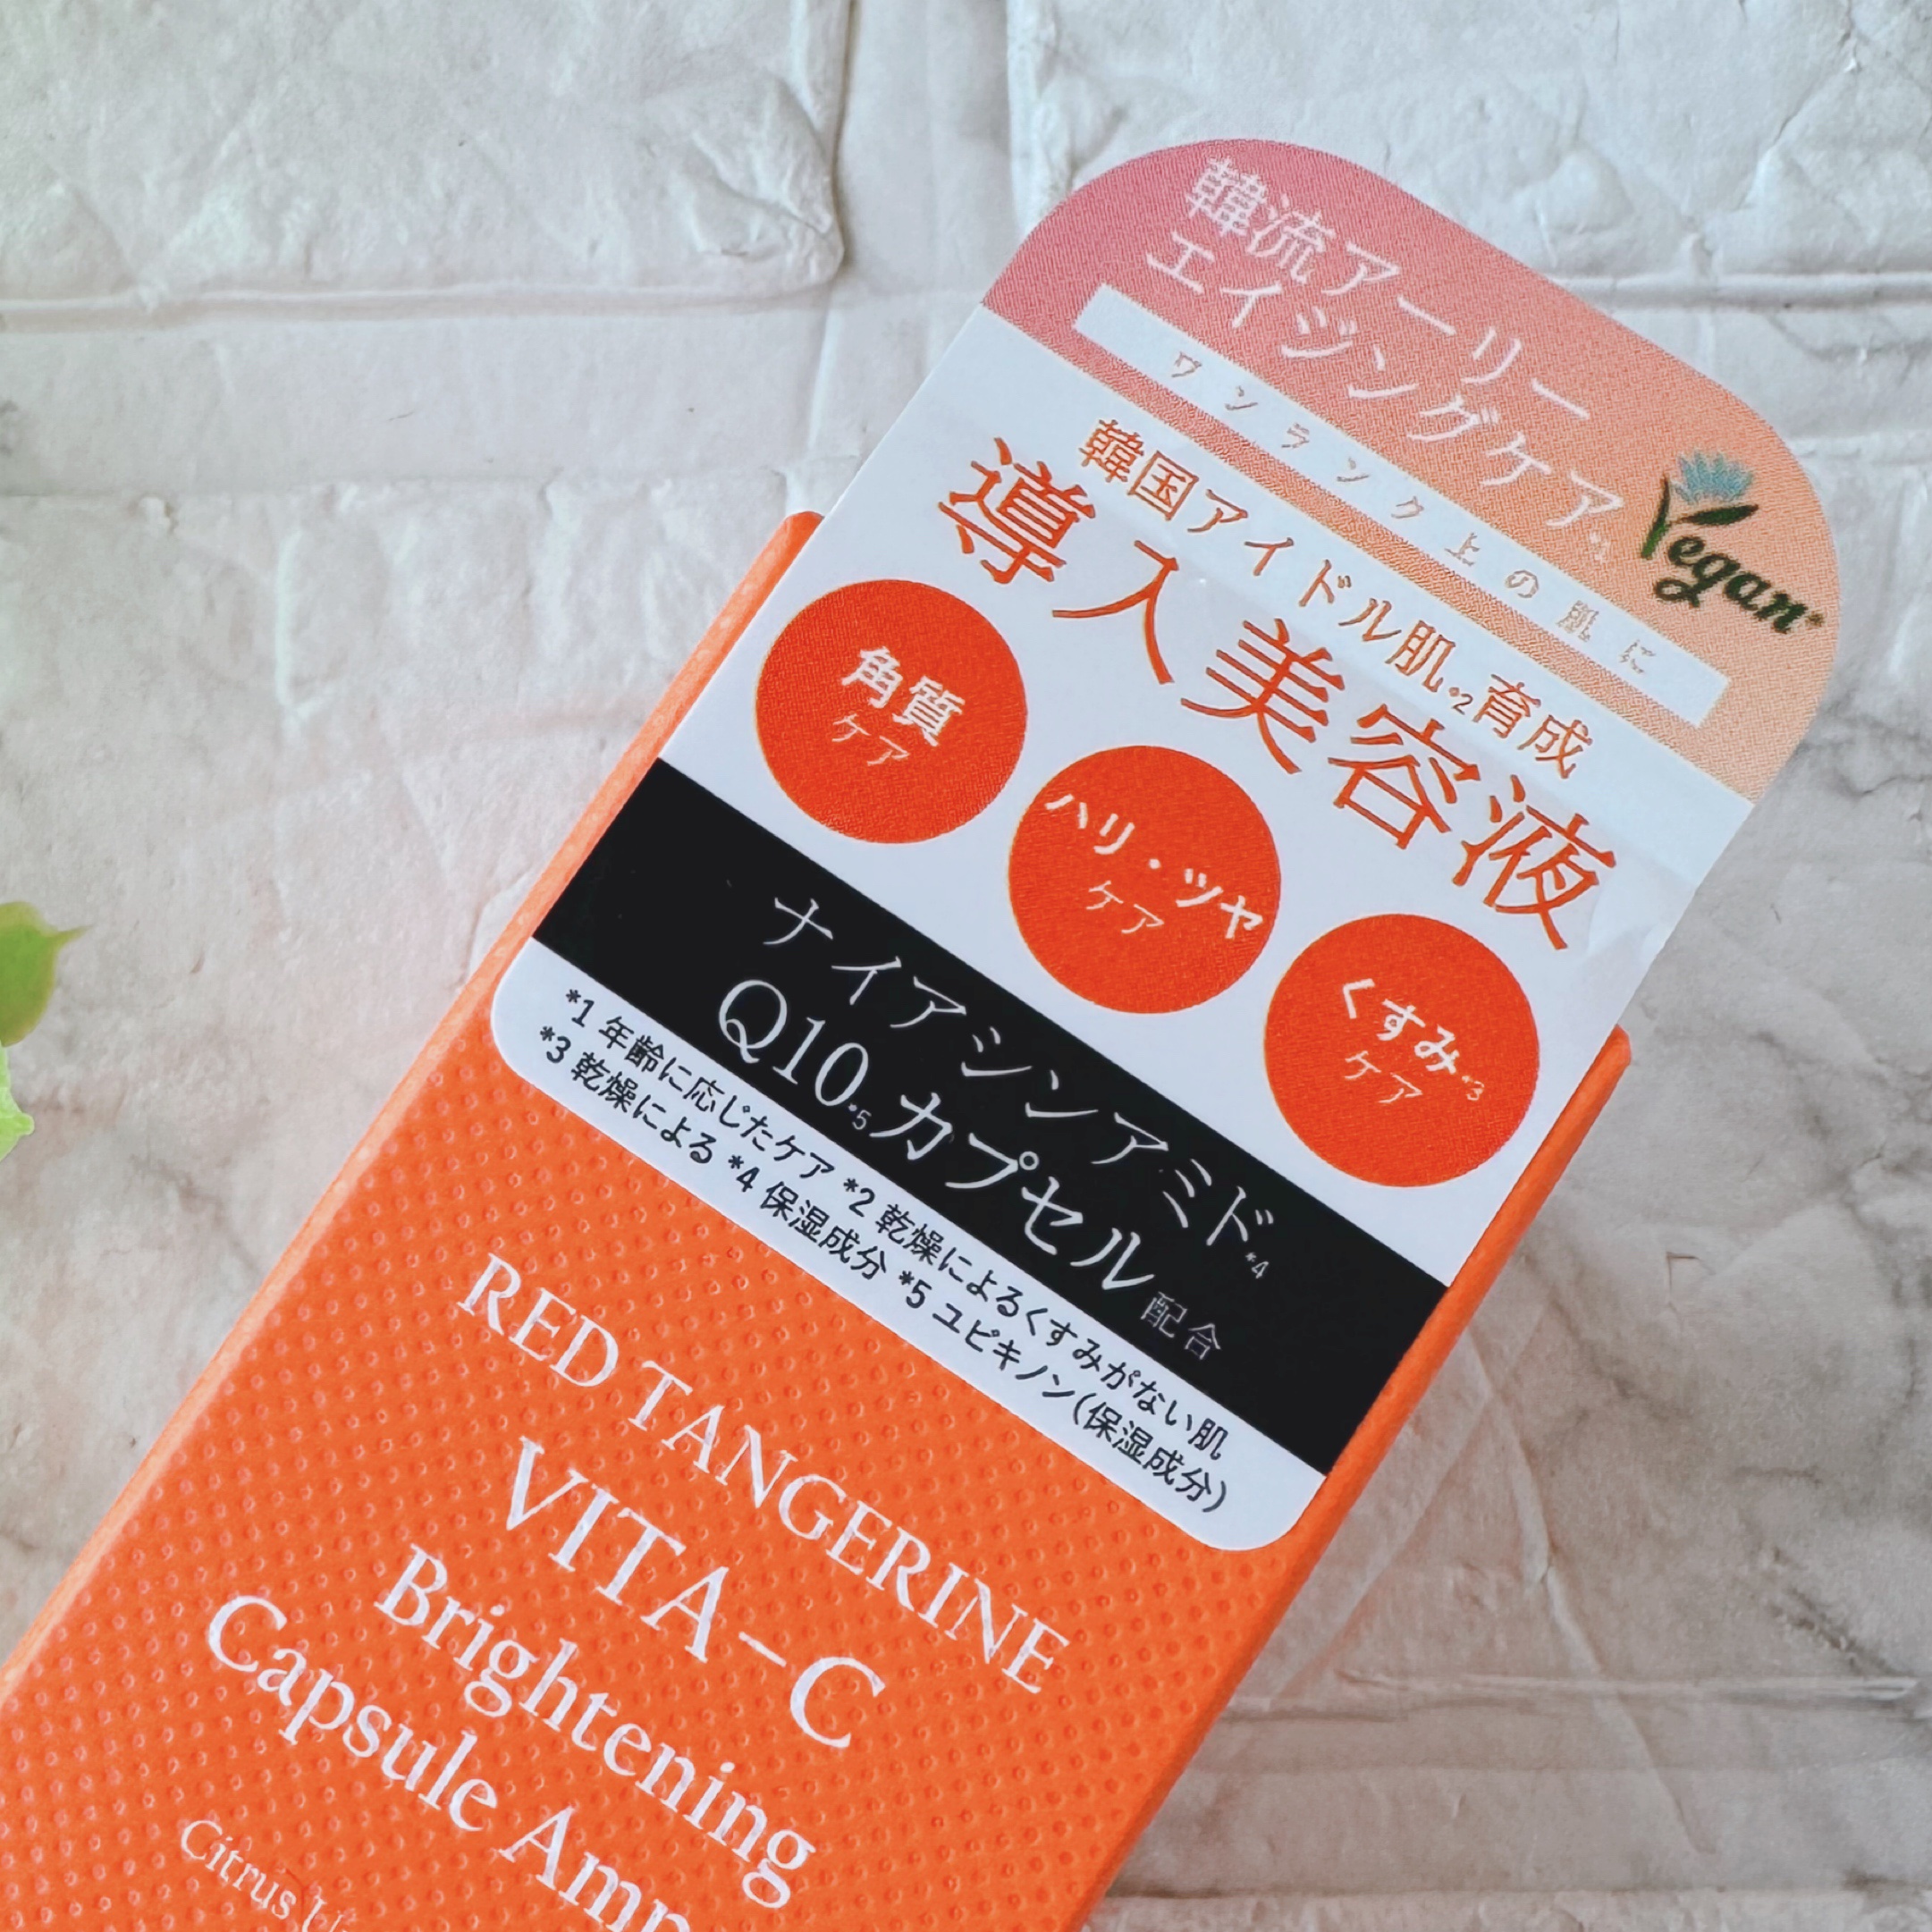 韓流アーリー
エイジングケア*1
ワンランク上の肌に
Vegan
韓国アイドル肌*2育成
導入美容液
角質
ケア
ハリ・ツヤ
ケア
くすみ*3
ケア
ナイアシンアミド*4
Q10*5カプセル配合
*1 年齢に応じたケア *2 乾燥によるくすみがない肌
*3 乾燥による *4 保湿成分 *5 ユビキノン(保湿成分)
RED TANGERINE
VITA-C
Brightening
Capsule
Citrus